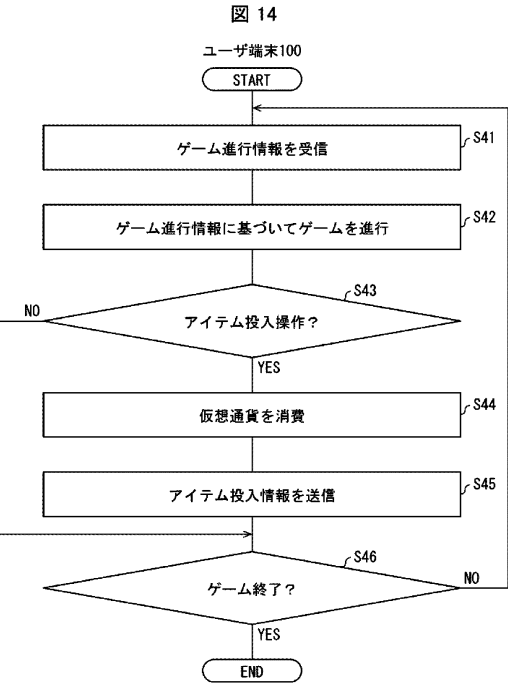 図 14
ユーザ端末100
START
S41
ゲーム進行情報を受信
S42
ゲーム進行情報に基づいてゲームを進行
S43
NO
アイテム投入操作？
YES
S44
仮想通貨を消費
S45
アイテム投入情報を送信
S46
ゲーム終了？
NO
YES
END